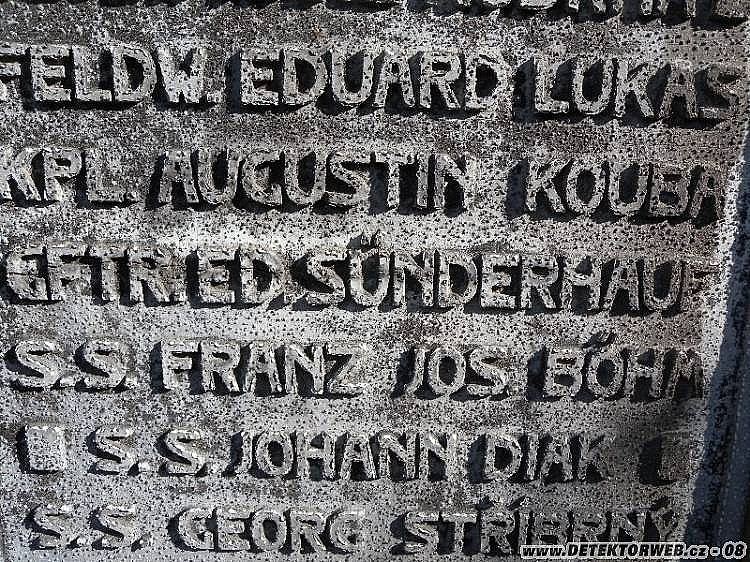 FELDW. EDUARD LUKAS
KPL. AUGUSTIN KOUBA
GFTR. ED. SÜNDERHAUF
S.S. FRANZ JOS. BÖHM
S.S. JOHANN DIAK
S.S. GEORG STŘIBRNÝ
www.DETEKTORWEB.cz - 08